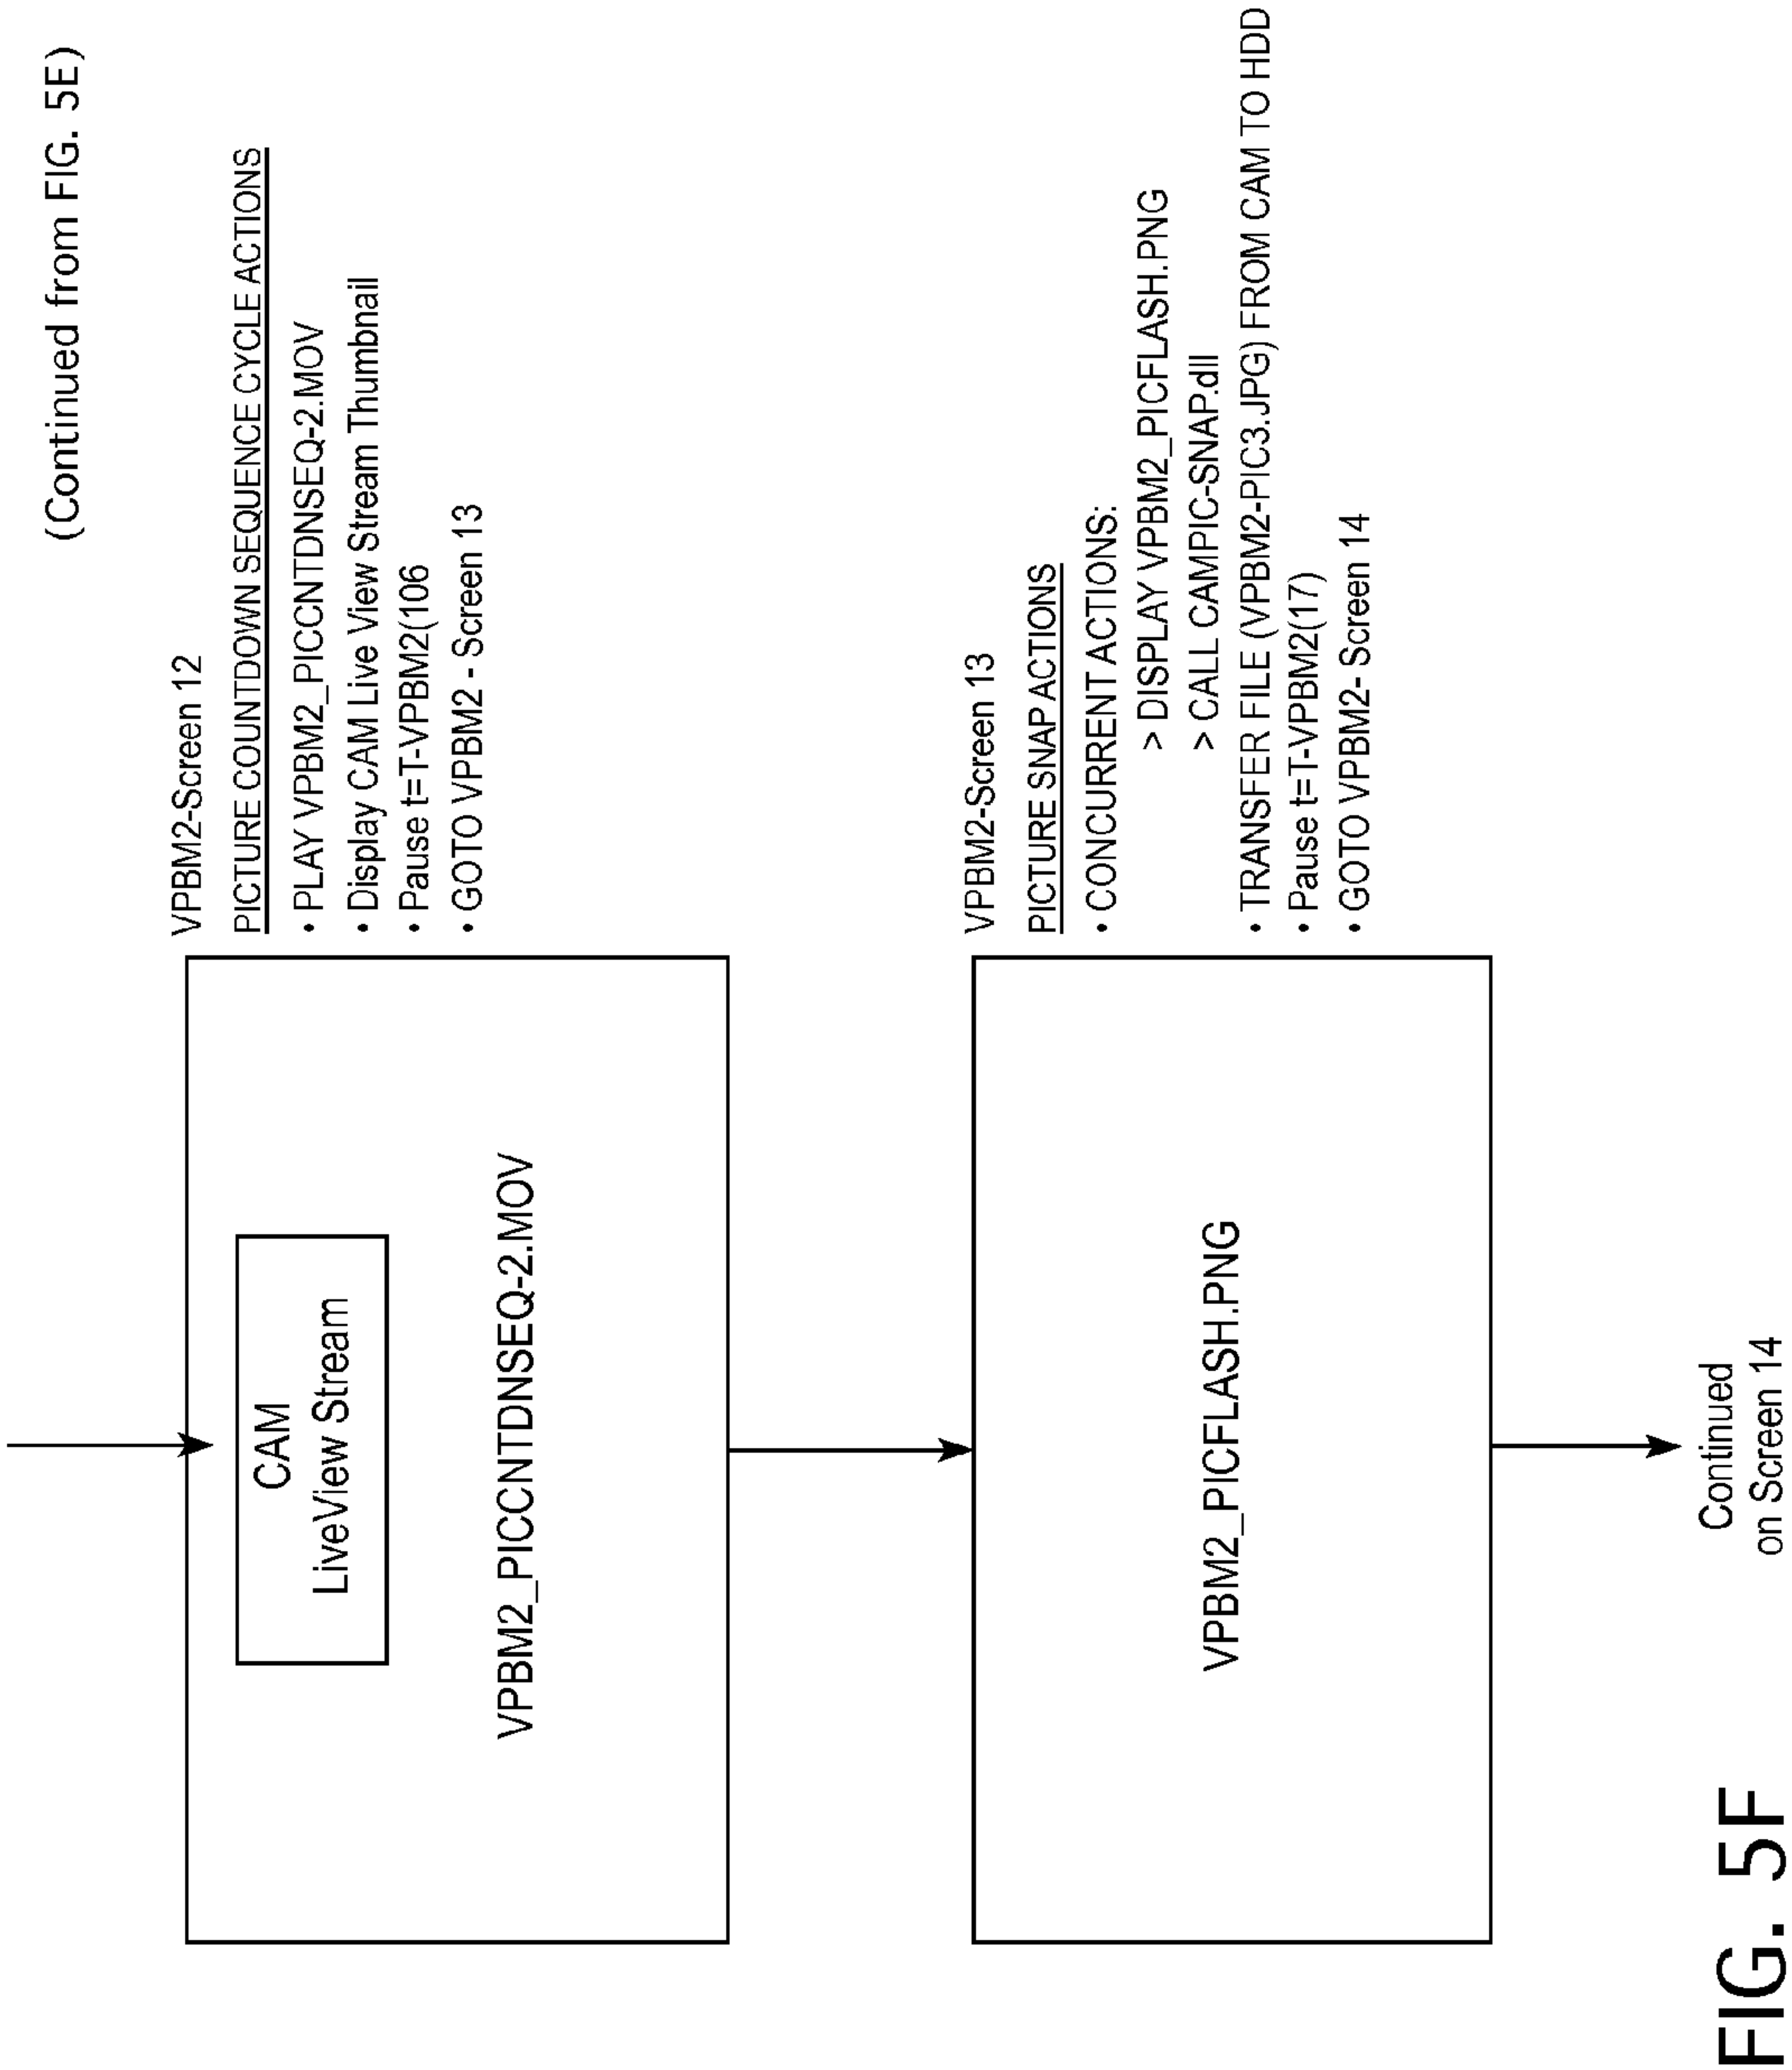 (Continued from FIG. 5E)
VPBM2-Screen 12
PICTURE COUNTDOWN SEQUENCE CYCLE ACTIONS
• PLAY VPBM2_PICCNTDNSEQ-2.MOV
• Display CAM Live View Stream Thumbnail
• Pause t=T-VPBM2(106
• GOTO VPBM2 - Screen 13
CAM
LiveView Stream
VPBM2_PICCNTDNSEQ-2.MOV
VPBM2-Screen 13
PICTURE SNAP ACTIONS
• CONCURRENT ACTIONS:
> DISPLAY VPBM2_PICFLASH.PNG
> CALL CAMPIC-SNAP.dll
• TRANSFER FILE (VPBM2-PIC3.JPG) FROM CAM TO HDD
• Pause t=T-VPBM2(17)
• GOTO VPBM2- Screen 14
VPBM2_PICFLASH.PNG
Continued
on Screen 14
FIG. 5F